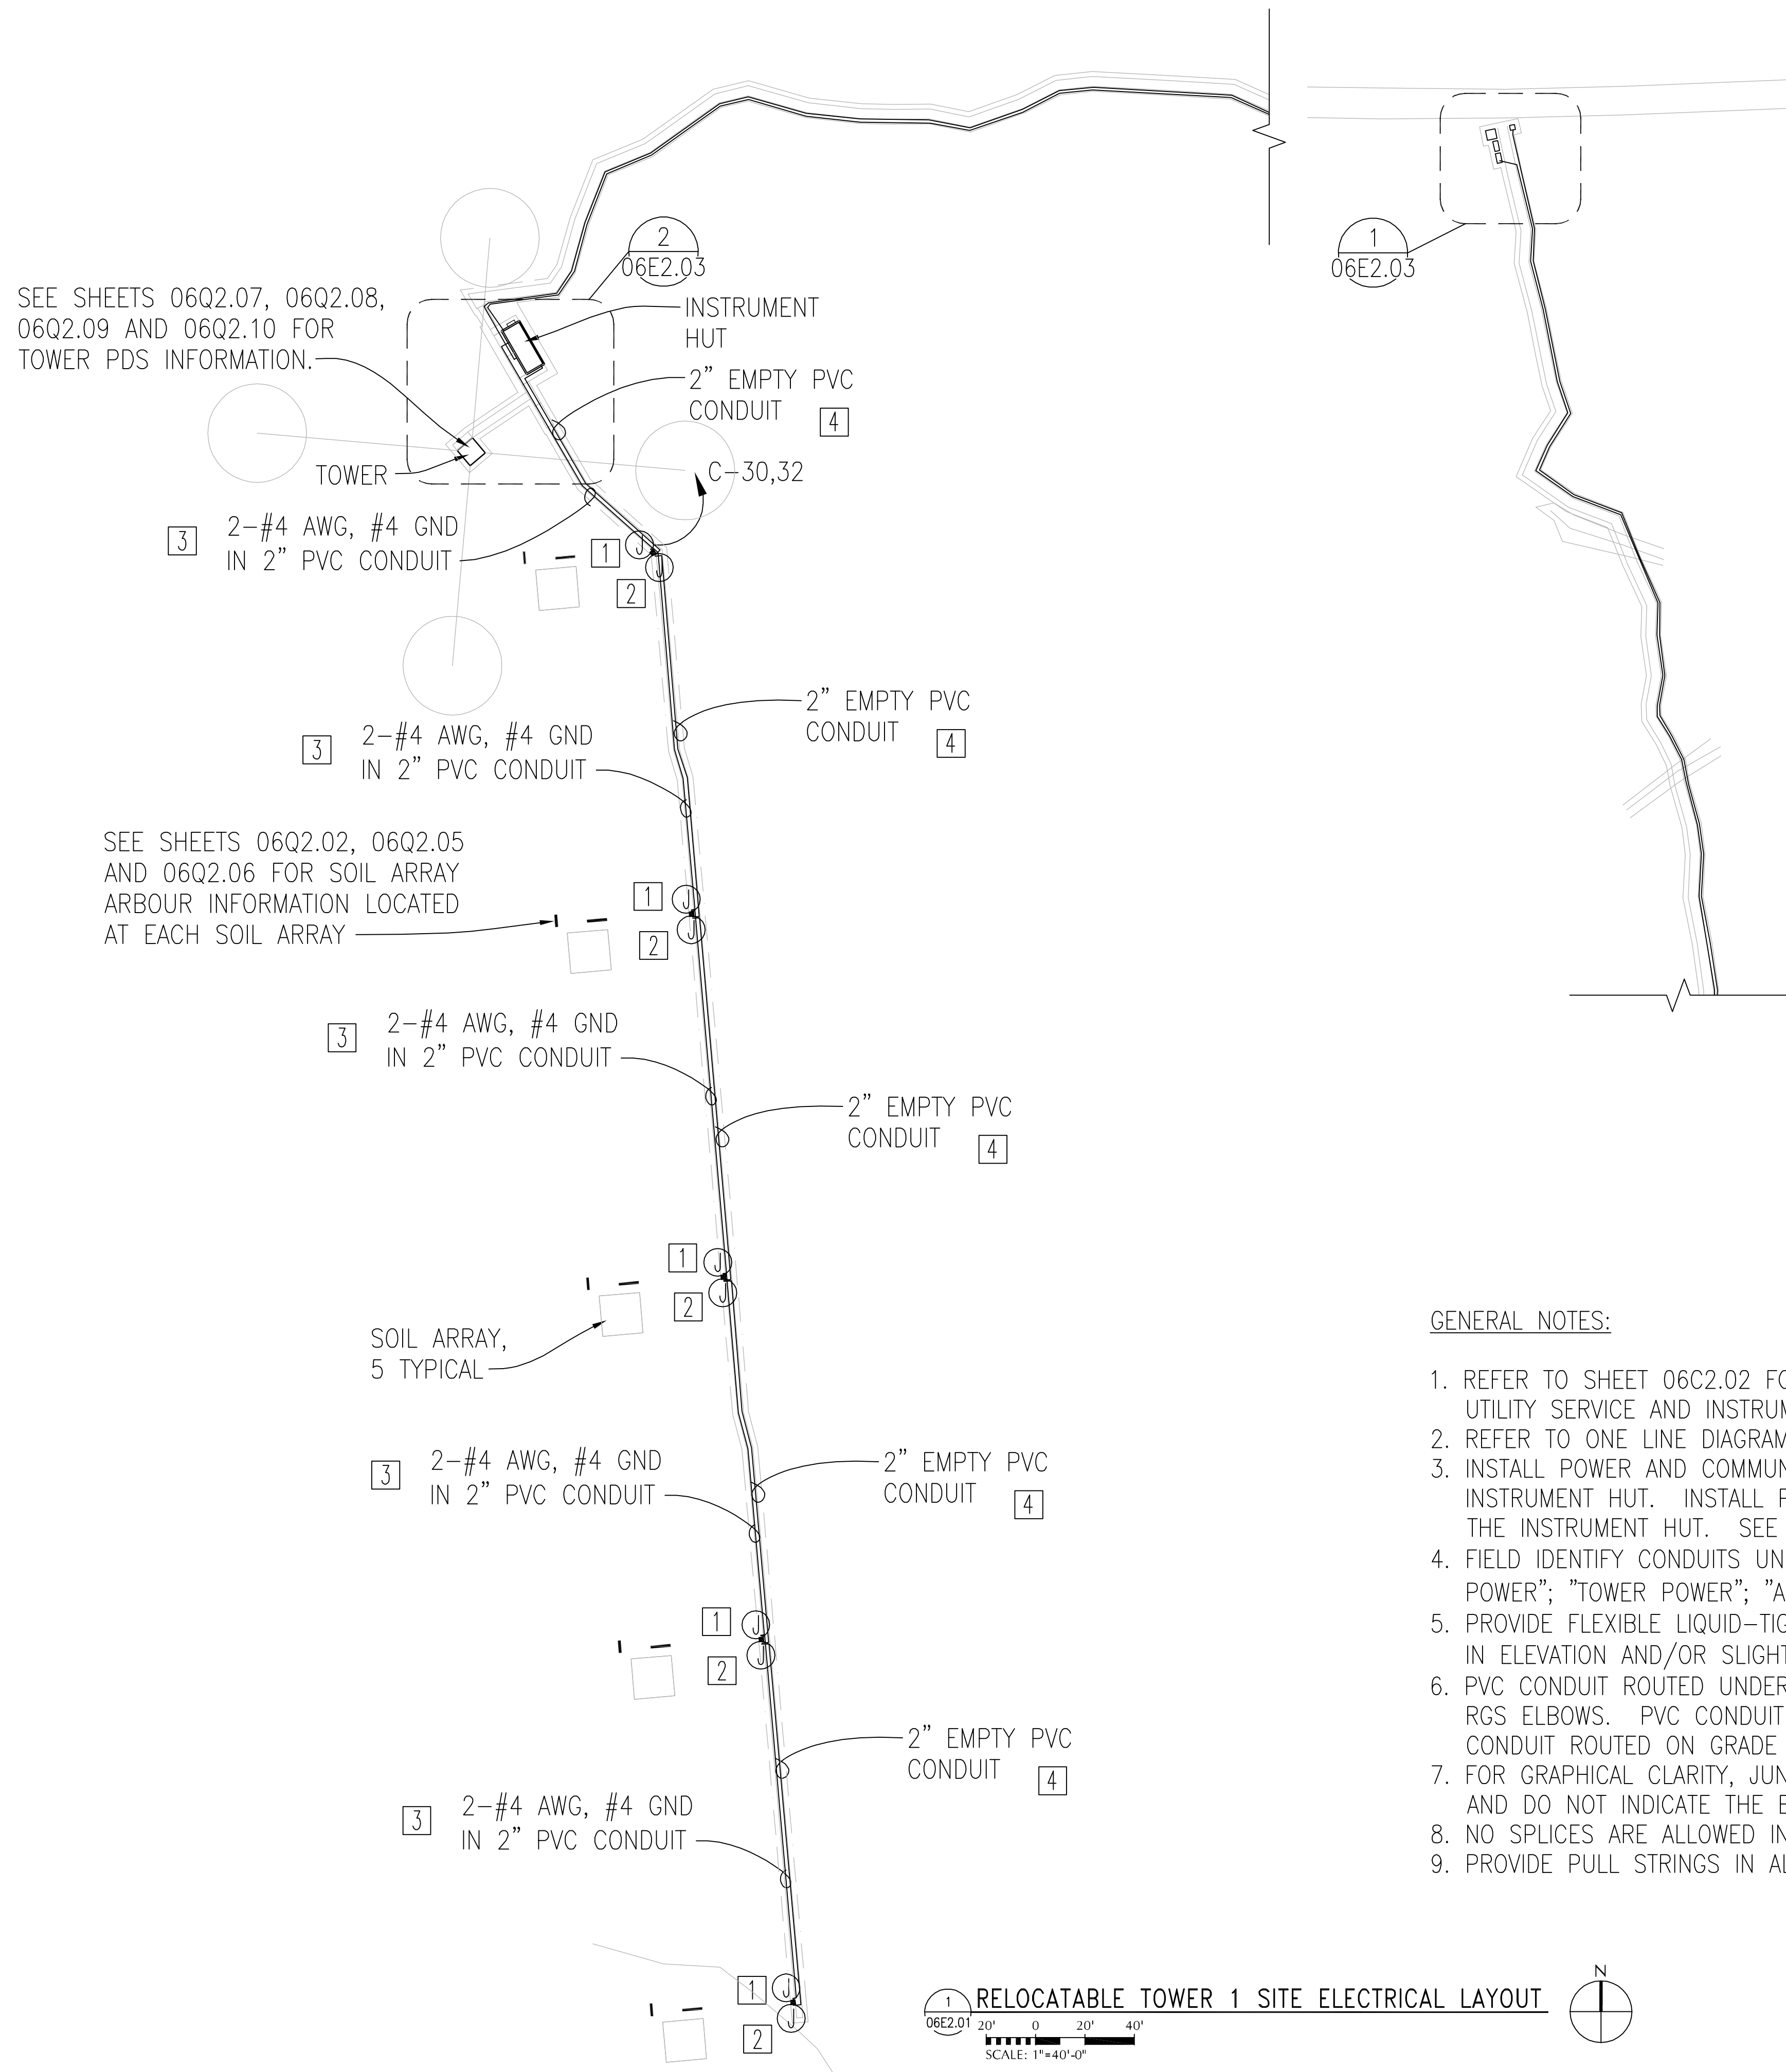 2
06E2.03
1
06E2.03
SEE SHEETS 06Q2.07, 06Q2.08,
06Q2.09 AND 06Q2.10 FOR
TOWER PDS INFORMATION.
INSTRUMENT
HUT
2" EMPTY PVC
CONDUIT 4
TOWER
C-30,32
3 2-#4 AWG, #4 GND
IN 2" PVC CONDUIT
1 J
2 J
2" EMPTY PVC
CONDUIT 4
3 2-#4 AWG, #4 GND
IN 2" PVC CONDUIT
SEE SHEETS 06Q2.02, 06Q2.05
AND 06Q2.06 FOR SOIL ARRAY
ARBOUR INFORMATION LOCATED
AT EACH SOIL ARRAY
1 J
2 J
3 2-#4 AWG, #4 GND
IN 2" PVC CONDUIT
2" EMPTY PVC
CONDUIT 4
1 J
2 J
SOIL ARRAY,
5 TYPICAL
3 2-#4 AWG, #4 GND
IN 2" PVC CONDUIT
2" EMPTY PVC
CONDUIT 4
1 J
2 J
2" EMPTY PVC
CONDUIT 4
3 2-#4 AWG, #4 GND
IN 2" PVC CONDUIT
1 J
2 J
GENERAL NOTES:
1. REFER TO SHEET 06C2.02 FO
UTILITY SERVICE AND INSTRUM
2. REFER TO ONE LINE DIAGRAM
3. INSTALL POWER AND COMMUN
INSTRUMENT HUT. INSTALL P
THE INSTRUMENT HUT. SEE
4. FIELD IDENTIFY CONDUITS UN
POWER"; "TOWER POWER"; "A
5. PROVIDE FLEXIBLE LIQUID-TIG
IN ELEVATION AND/OR SLIGHT
6. PVC CONDUIT ROUTED UNDER
RGS ELBOWS. PVC CONDUIT
CONDUIT ROUTED ON GRADE
7. FOR GRAPHICAL CLARITY, JUN
AND DO NOT INDICATE THE E
8. NO SPLICES ARE ALLOWED IN
9. PROVIDE PULL STRINGS IN AL
1
06E2.01
RELOCATABLE TOWER 1 SITE ELECTRICAL LAYOUT
20' 0 20' 40'
SCALE: 1"=40'-0"
N